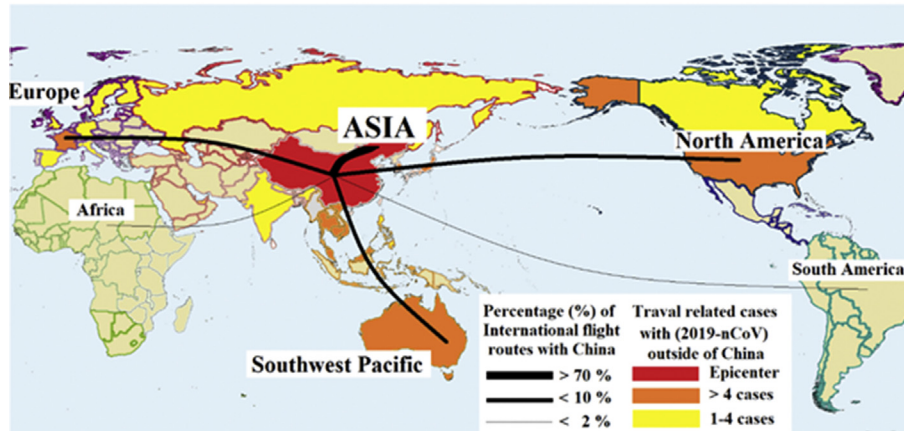 Europe
ASIA
North America
Africa
South America
Southwest Pacific
Percentage (%) of
International flight
routes with China
> 70 %
< 10 %
< 2 %
Traval related cases
with (2019-nCoV)
outside of China
Epicenter
> 4 cases
1-4 cases